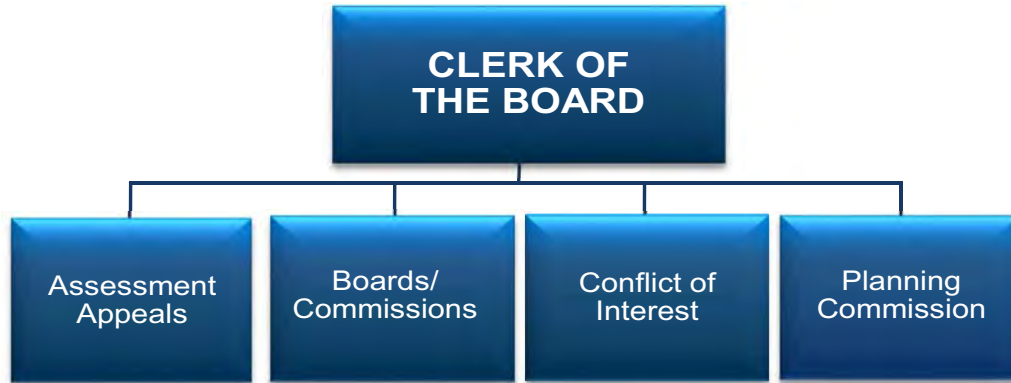 CLERK OF
THE BOARD
Assessment
Appeals
Boards/
Commissions
Conflict of
Interest
Planning
Commission